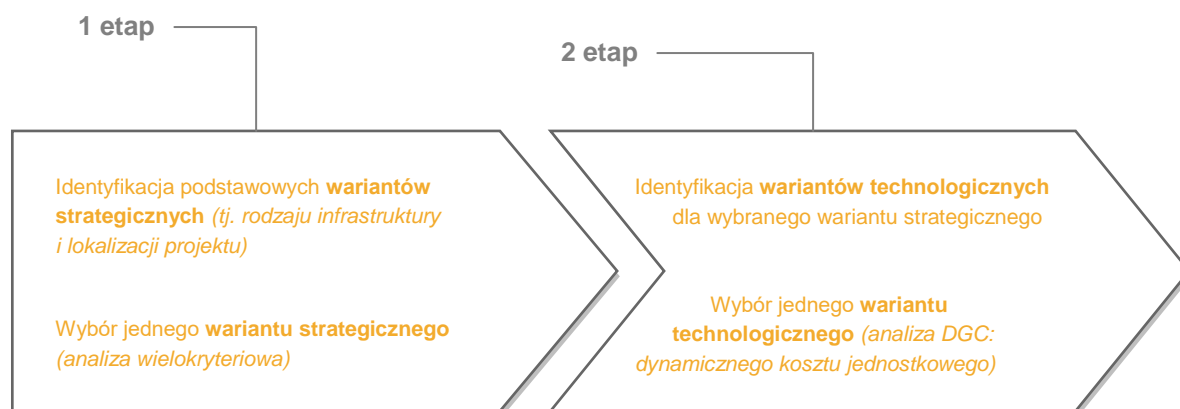 1 etap
2 etap
Identyfikacja podstawowych wariantów
strategicznych (tj. rodzaju infrastruktury
i lokalizacji projektu)
Wybór jednego wariantu strategicznego
(analiza wielokryteriowa)
Identyfikacja wariantów technologicznych
dla wybranego wariantu strategicznego
Wybór jednego wariantu
technologicznego (analiza DGC:
dynamicznego kosztu jednostkowego)